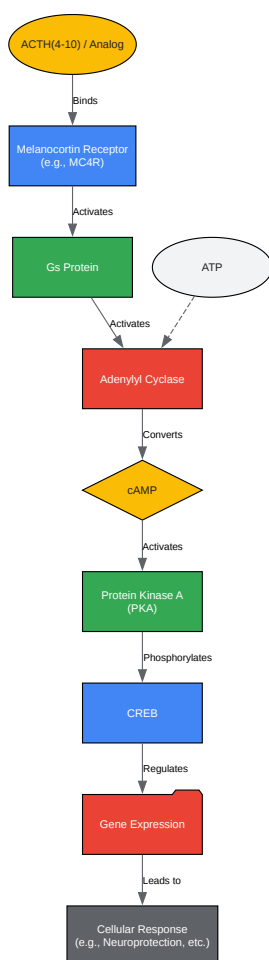 ACTH(4-10) / Analog
Binds
Melanocortin Receptor
(e.g., MC4R)
Activates
Gs Protein
ATP
Activates
Adenylyl Cyclase
Converts
cAMP
Activates
Protein Kinase A
(PKA)
Phosphorylates
CREB
Regulates
Gene Expression
Leads to
Cellular Response
(e.g., Neuroprotection, etc.)